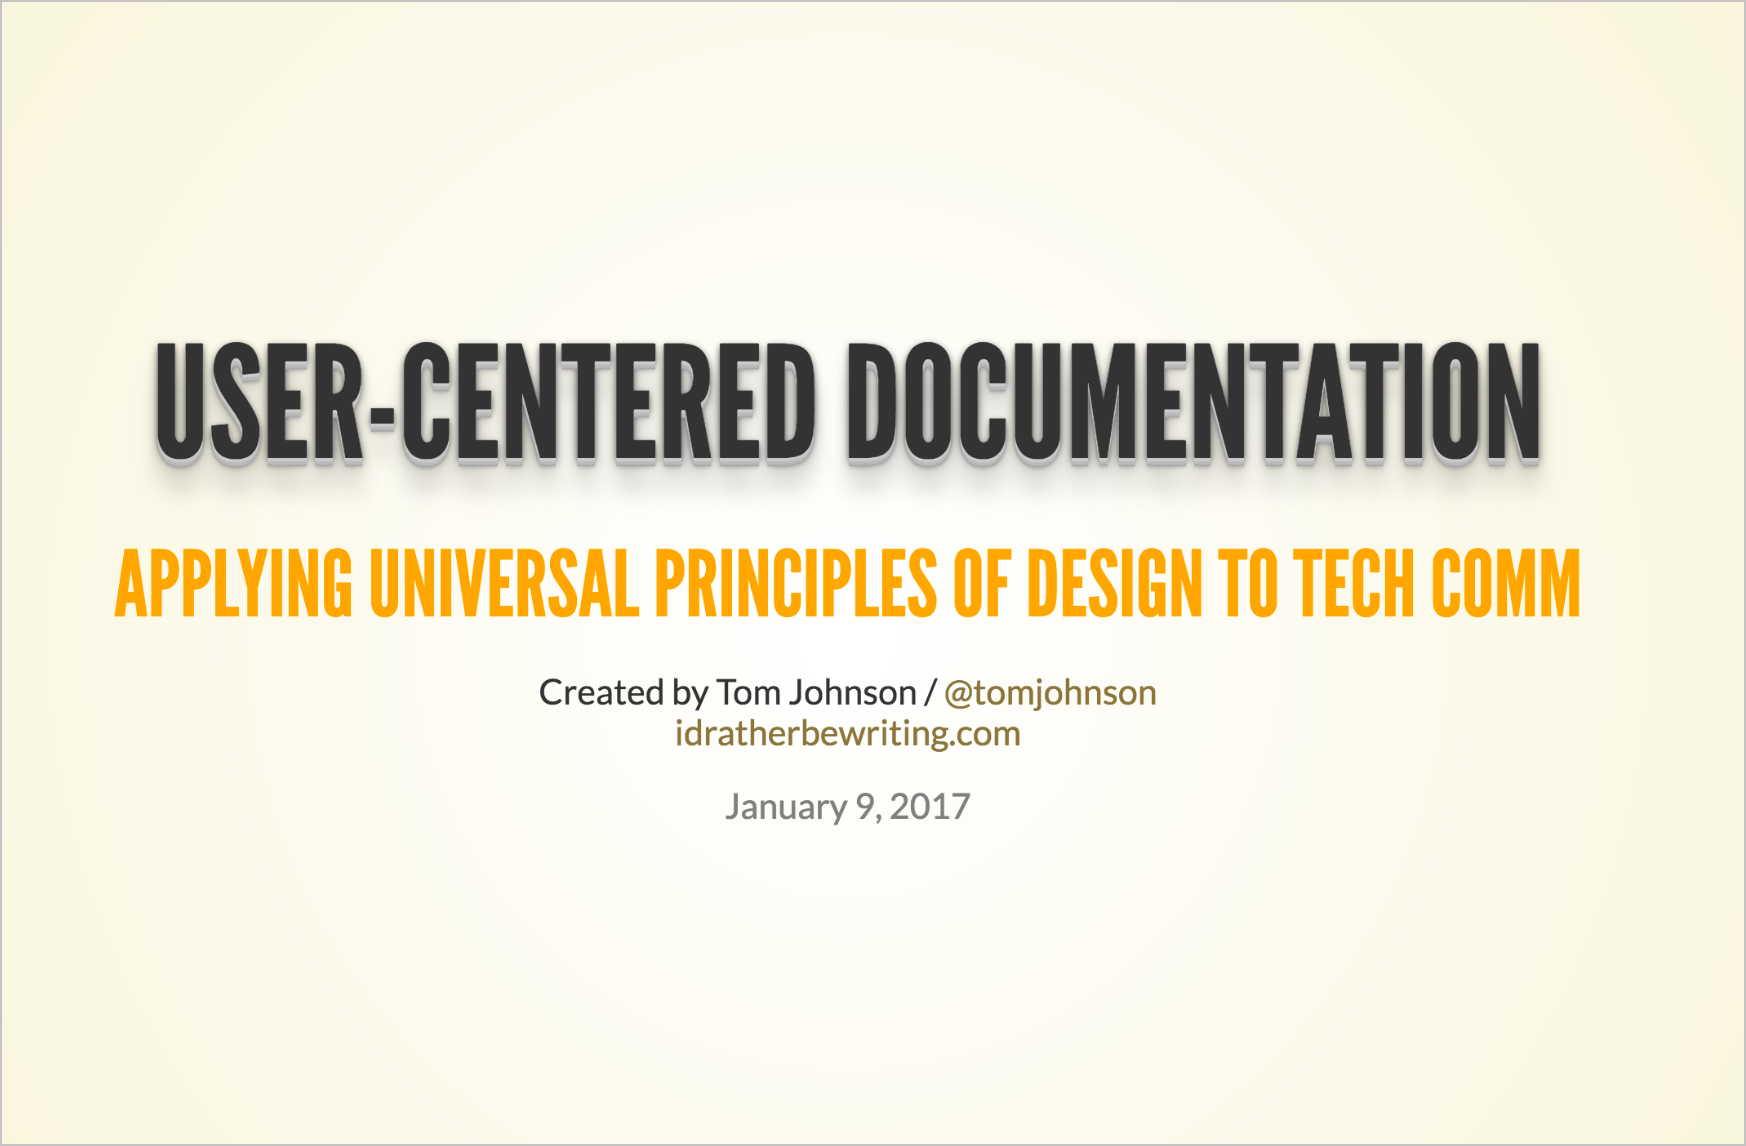 USER-CENTERED DOCUMENTATION
APPLYING UNIVERSAL PRINCIPLES OF DESIGN TO TECH COMM
Created by Tom Johnson / @tomjohnson
idratherbewriting.com
January 9, 2017